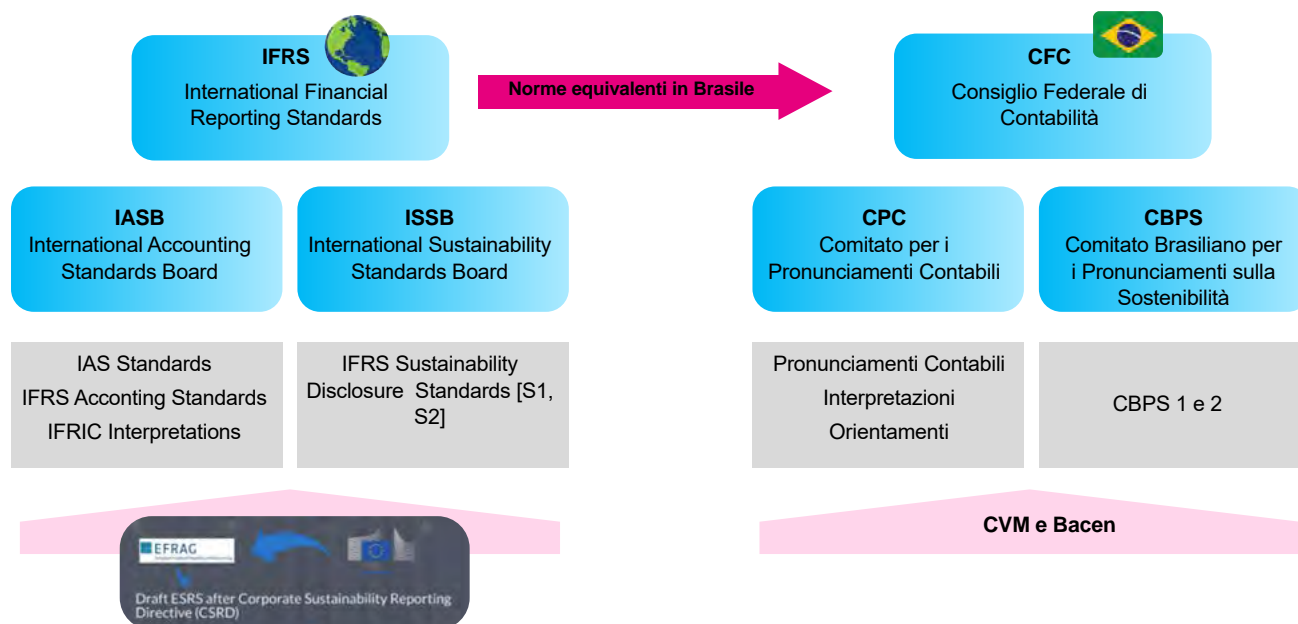 IFRS
International Financial
Reporting Standards
Norme equivalenti in Brasile
CFC
Consiglio Federale di
Contabilità
IASB
International Accounting
Standards Board
ISSB
International Sustainability
Standards Board
CPC
Comitato per i
Pronunciamenti Contabili
CBPS
Comitato Brasiliano per
i Pronunciamenti sulla
Sostenibilità
IAS Standards
IFRS Acconting Standards
IFRIC Interpretations
IFRS Sustainability
Disclosure Standards [S1,
S2]
Pronunciamenti Contabili
Interpretazioni
Orientamenti
CBPS 1 e 2
CVM e Bacen
EFRAG
Draft ESRS after Corporate Sustainability Reporting
Directive (CSRD)